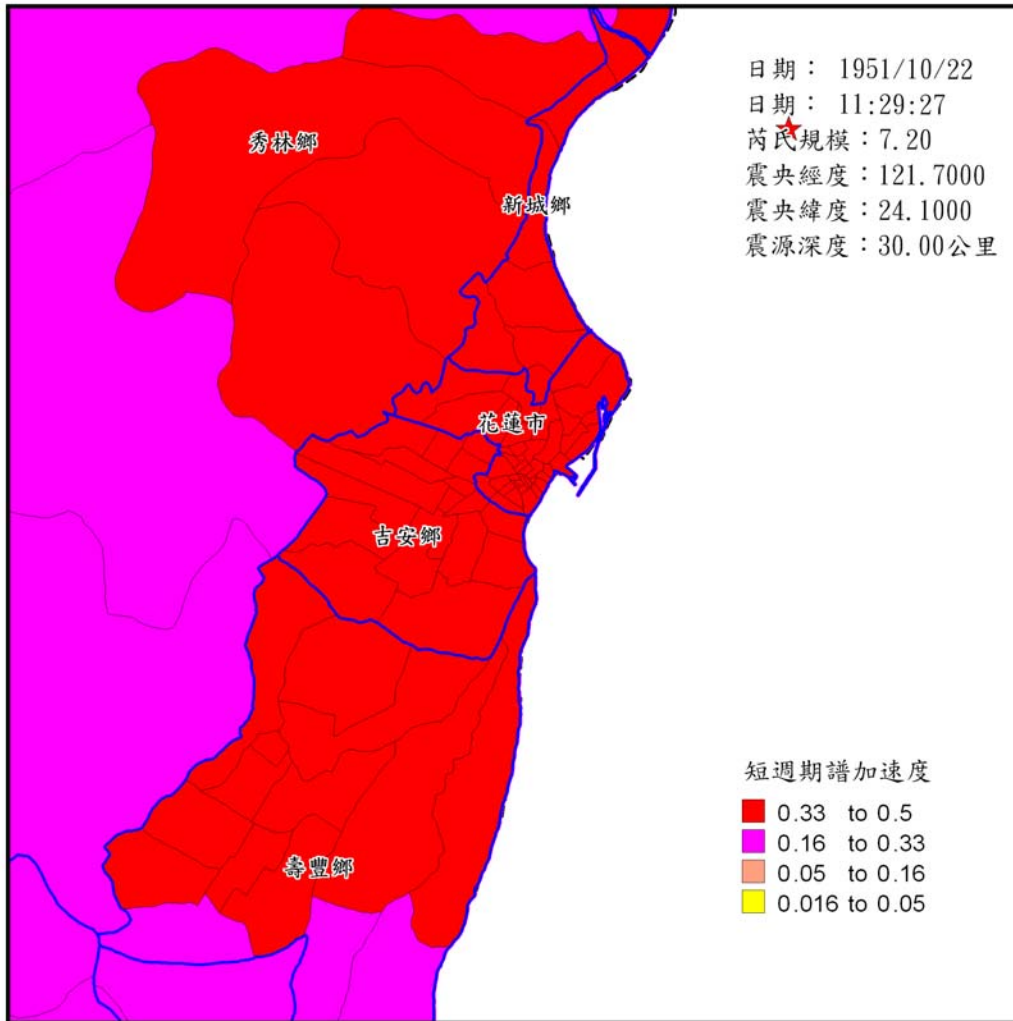 日期： 1951/10/22
日期： 11:29:27
芮氏規模：7.20
震央經度：121.7000
震央緯度：24.1000
震源深度：30.00公里
秀林鄉
新城鄉
花蓮市
吉安鄉
壽豐鄉
短週期譜加速度
0.33 to 0.5
0.16 to 0.33
0.05 to 0.16
0.016 to 0.05